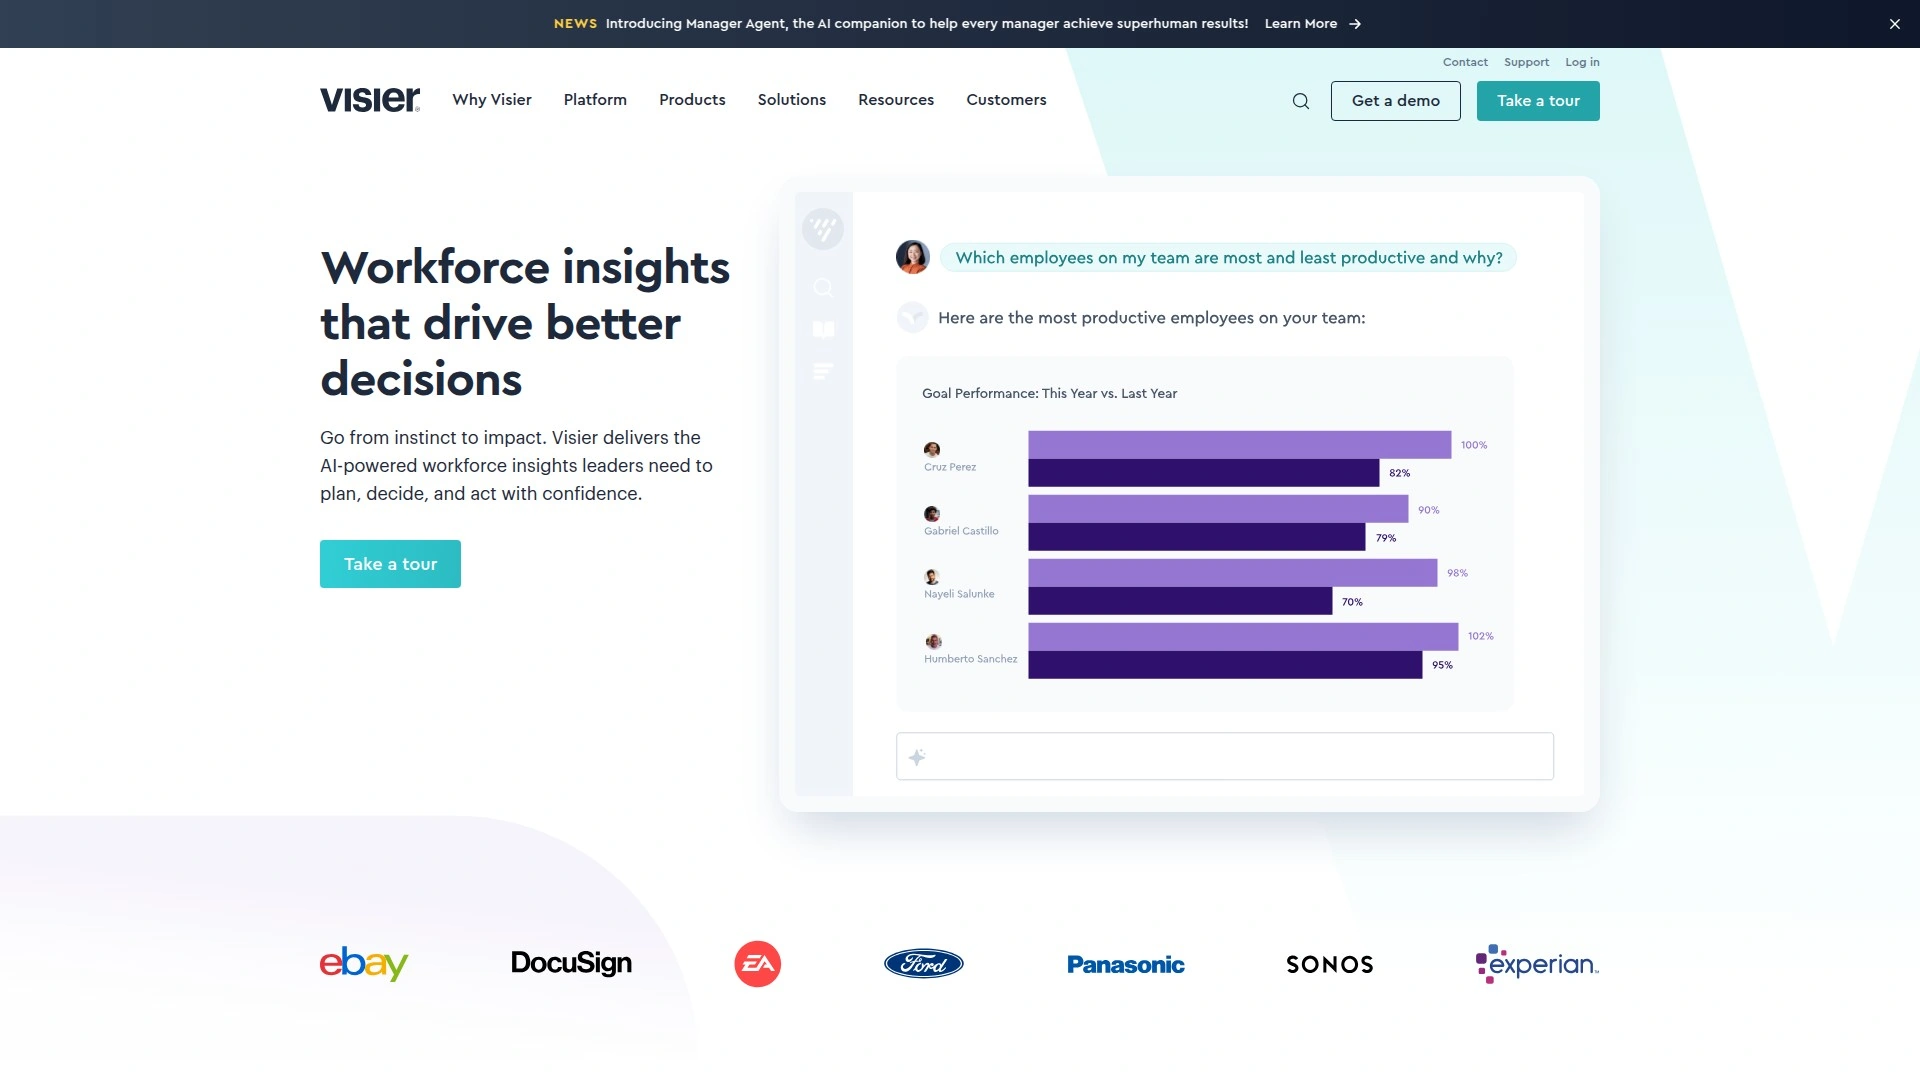 NEWS Introducing Manager Agent, the AI companion to help every manager achieve superhuman results! Learn More →
Contact Support Log in
VISIER Why Visier Platform Products Solutions Resources Customers Get a demo Take a tour
Workforce insights
that drive better
decisions
Go from instinct to impact. Visier delivers the
AI-powered workforce insights leaders need to
plan, decide, and act with confidence.
Take a tour
Which employees on my team are most and least productive and why?
Here are the most productive employees on your team:
Goal Performance: This Year vs. Last Year
Cruz Perez 100%
82%
Gabriel Castillo 90%
79%
Nayeli Salunke 98%
70%
Humberto Sanchez 102%
95%
ebay DocuSign EA Ford Panasonic SONOS experian